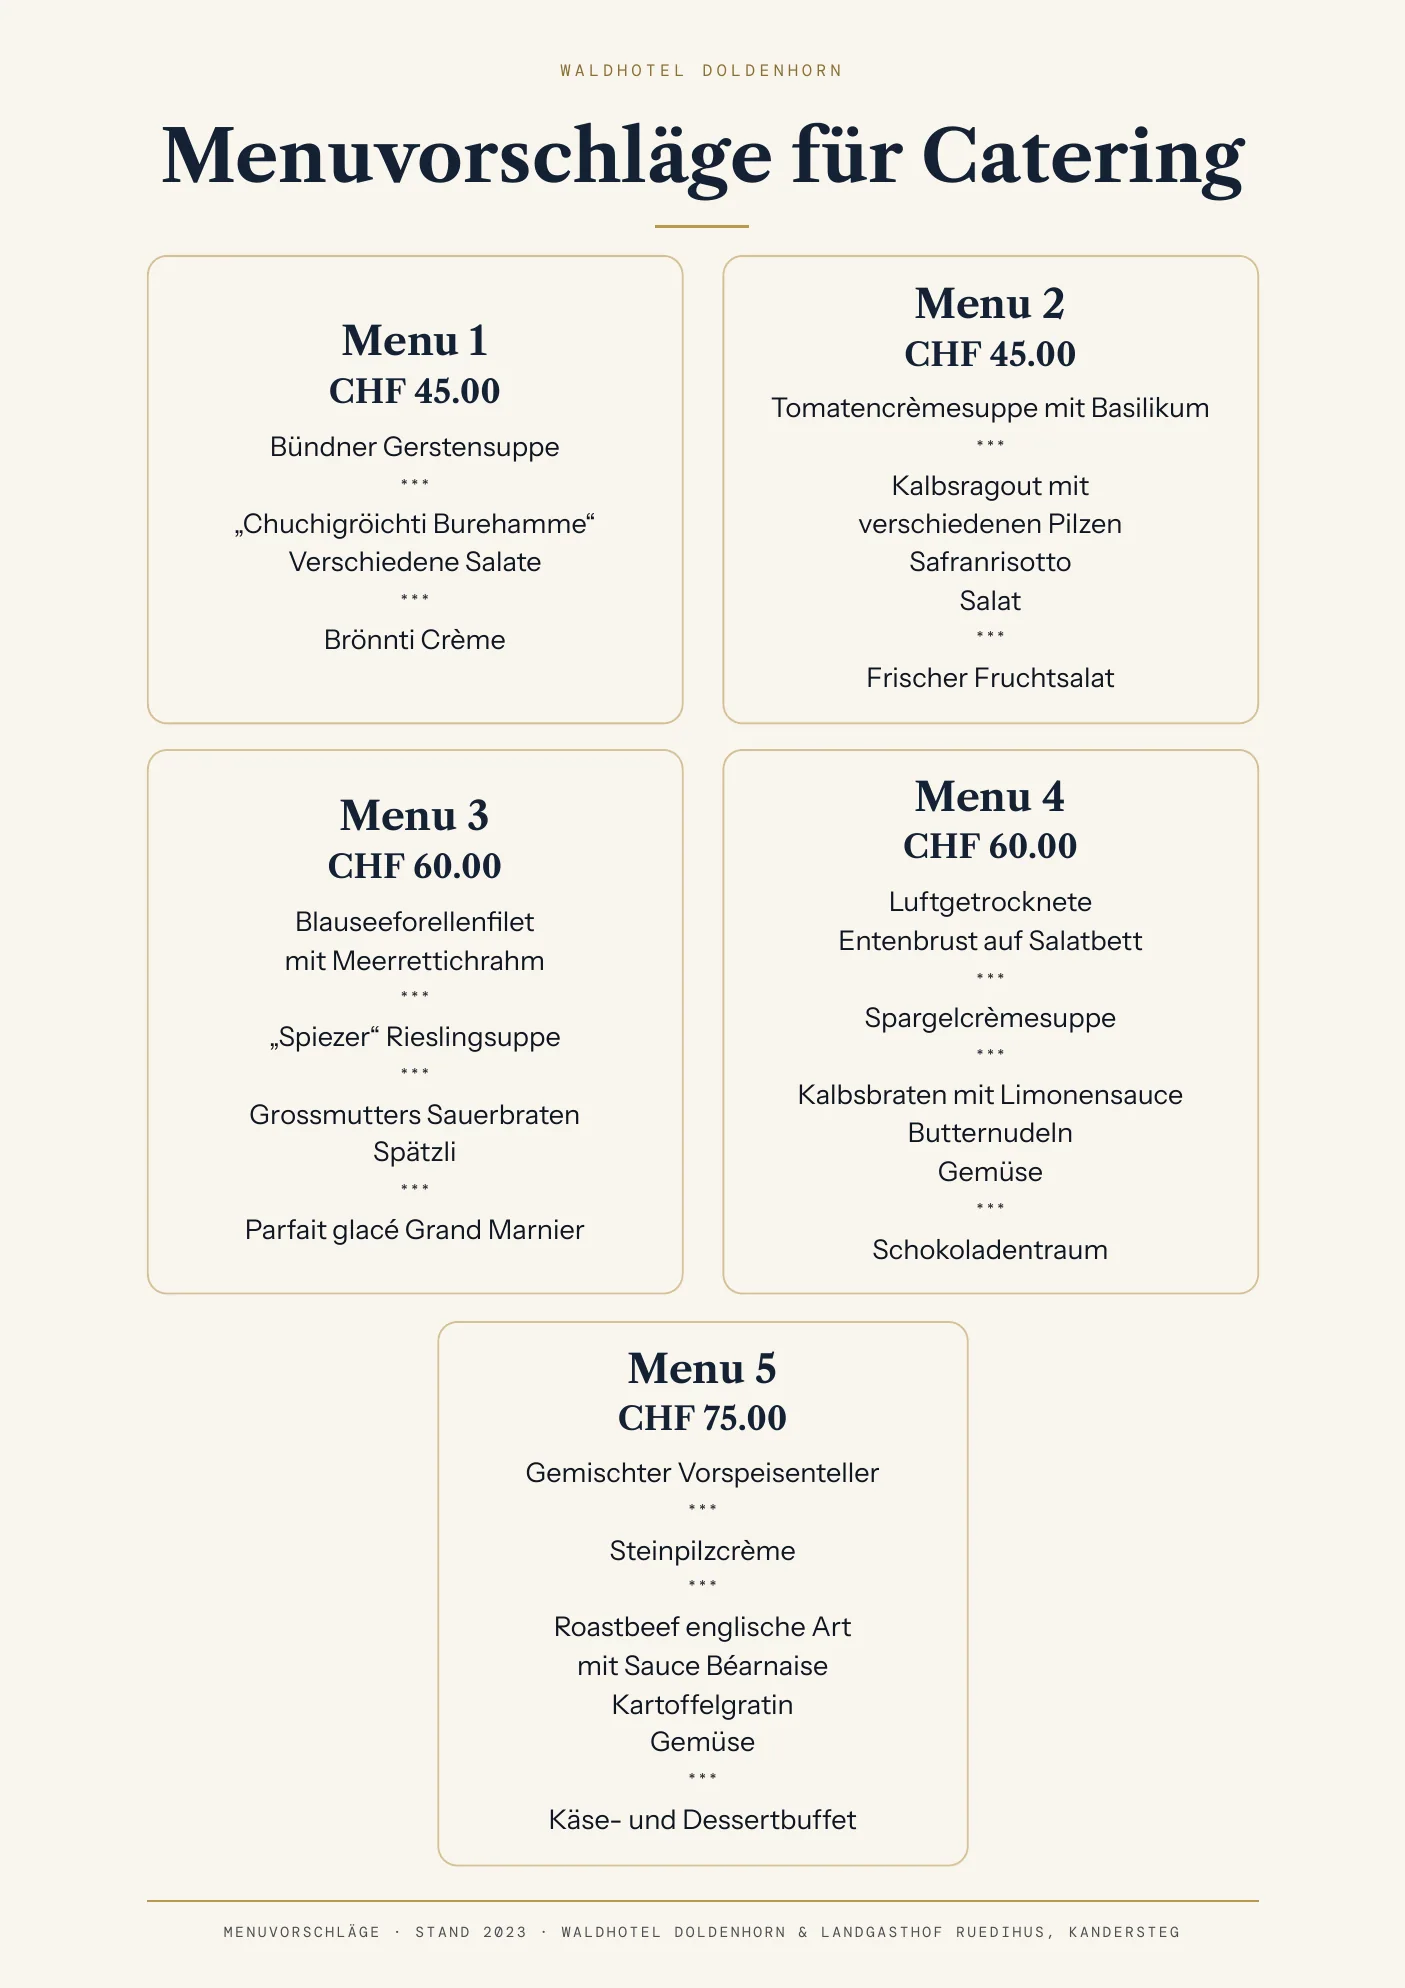 WALDHOTEL DOLDENHORN
Menuvorschläge für Catering
Menu 1
CHF 45.00
Bündner Gerstensuppe
***
„Chuchigröichti Burehamme“
Verschiedene Salate
***
Brönnti Crème
Menu 2
CHF 45.00
Tomatencrèmesuppe mit Basilikum
***
Kalbsragout mit
verschiedenen Pilzen
Safranrisotto
Salat
***
Frischer Fruchtsalat
Menu 3
CHF 60.00
Blauseeforellenfilet
mit Meerrettichrahm
***
„Spiezer“ Rieslingsuppe
***
Grossmutters Sauerbraten
Spätzli
***
Parfait glacé Grand Marnier
Menu 4
CHF 60.00
Luftgetrocknete
Entenbrust auf Salatbett
***
Spargelcrèmesuppe
***
Kalbsbraten mit Limonensauce
Butternudeln
Gemüse
***
Schokoladentraum
Menu 5
CHF 75.00
Gemischter Vorspeisenteller
***
Steinpilzcrème
***
Roastbeef englische Art
mit Sauce Béarnaise
Kartoffelgratin
Gemüse
***
Käse- und Dessertbuffet
MENUVORSCHLÄGE · STAND 2023 · WALDHOTEL DOLDENHORN & LANDGASTHOF RUEDIHUS, KANDERSTEG